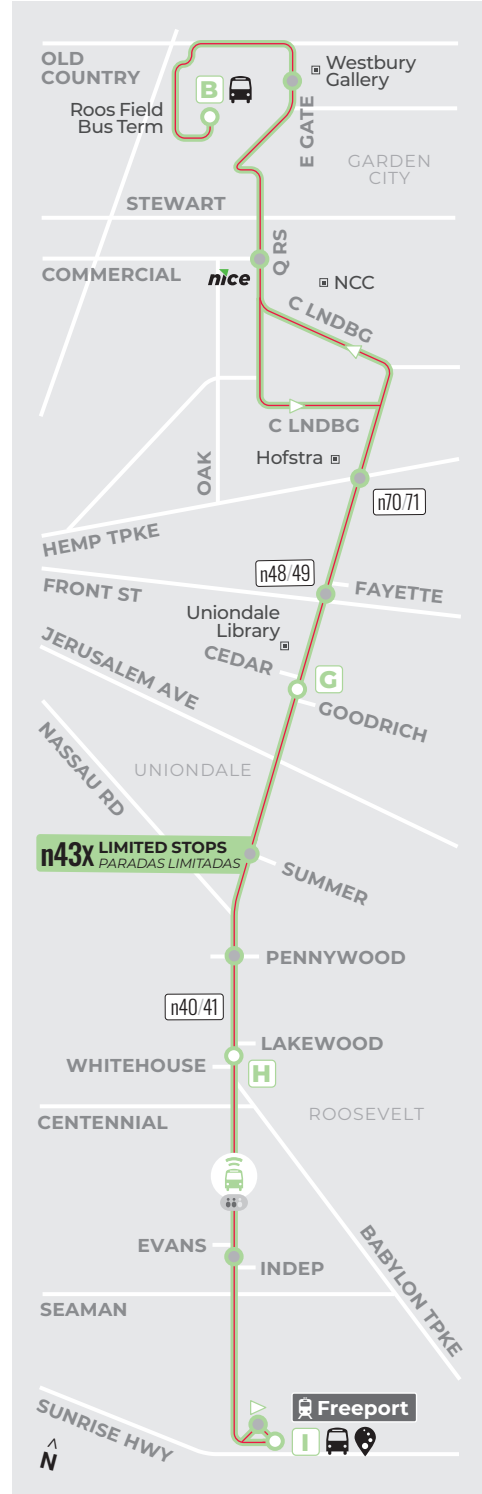 OLD
COUNTRY
Westbury
Gallery
B
Roos Field
Bus Term
E GATE
GARDEN
CITY
STEWART
Q RS
COMMERCIAL
nice
NCC
C LNDBG
C LNDBG
OAK
Hofstra
n70/71
HEMP TPKE
n48/49
FRONT ST
FAYETTE
Uniondale
Library
JERUSALEM AVE
CEDAR
G
GOODRICH
NASSAU RD
UNIONDALE
n43x LIMITED STOPS
PARADAS LIMITADAS
SUMMER
PENNYWOOD
n40/41
LAKEWOOD
WHITEHOUSE
H
CENTENNIAL
ROOSEVELT
EVANS
INDEP
BABYLON TPKE
SEAMAN
Freeport
SUNRISE HWY
I
N